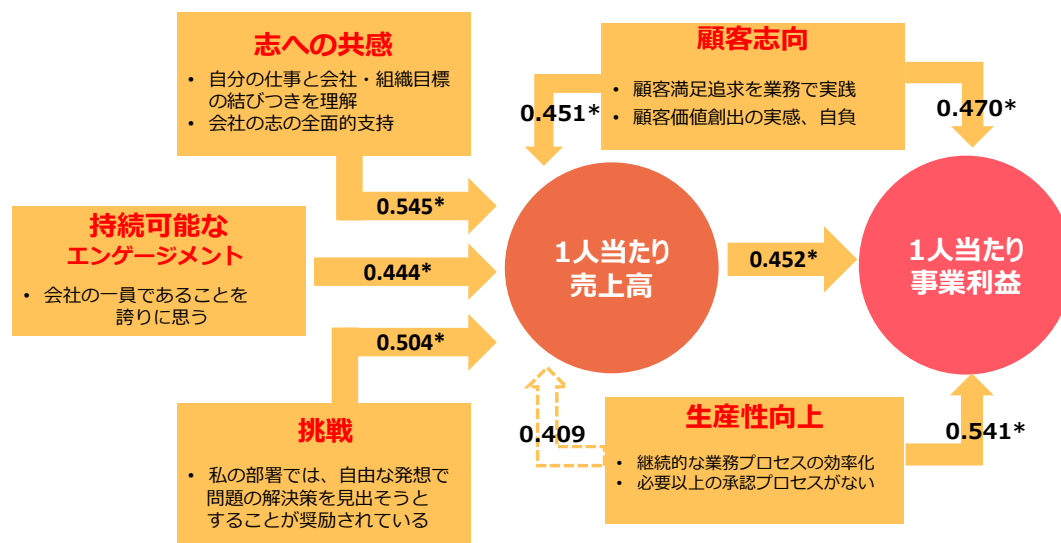 志への共感
• 自分の仕事と会社・組織目標
の結びつきを理解
• 会社の志の全面的支持
顧客志向
• 顧客満足追求を業務で実践
• 顧客価値創出の実感、自負
0.451*
0.470*
0.545*
持続可能な
エンゲージメント
• 会社の一員であることを
誇りに思う
0.444*
1人当たり
売上高
0.452*
1人当たり
事業利益
0.504*
挑戦
• 私の部署では、自由な発想で
問題の解決策を見出そうと
することが奨励されている
0.409
生産性向上
• 継続的な業務プロセスの効率化
• 必要以上の承認プロセスがない
0.541*